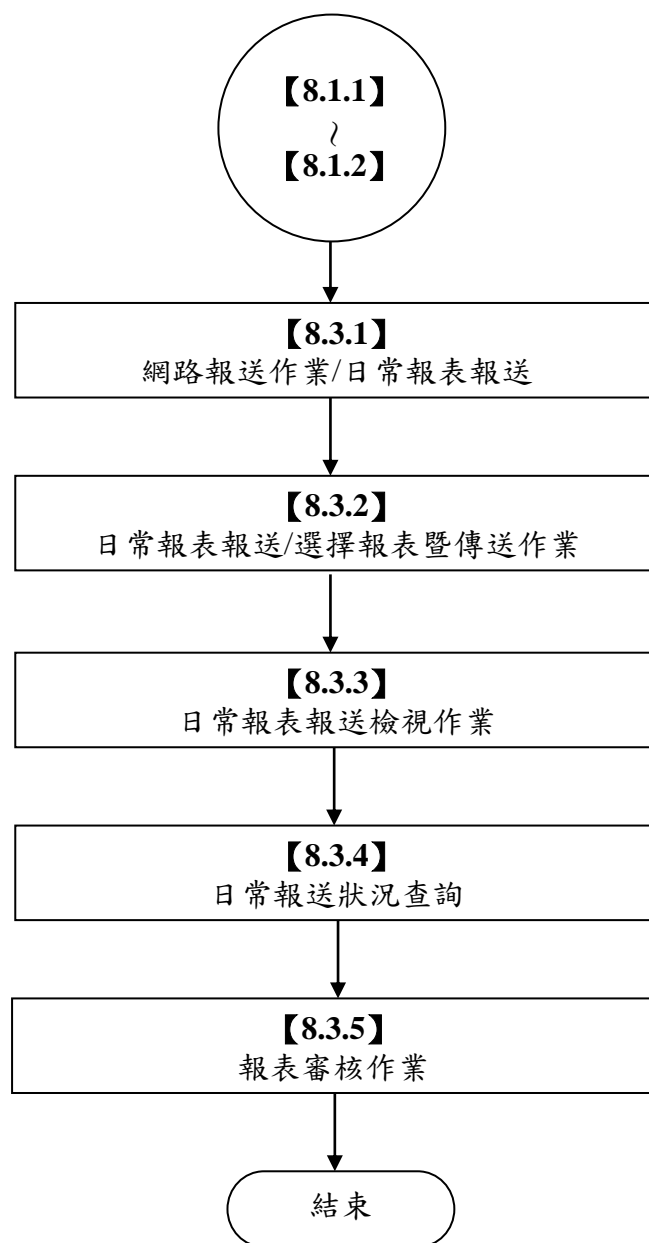 【8.1.1】
～
【8.1.2】
【8.3.1】
網路報送作業/日常報表報送
【8.3.2】
日常報表報送/選擇報表暨傳送作業
【8.3.3】
日常報表報送檢視作業
【8.3.4】
日常報送狀況查詢
【8.3.5】
報表審核作業
結束